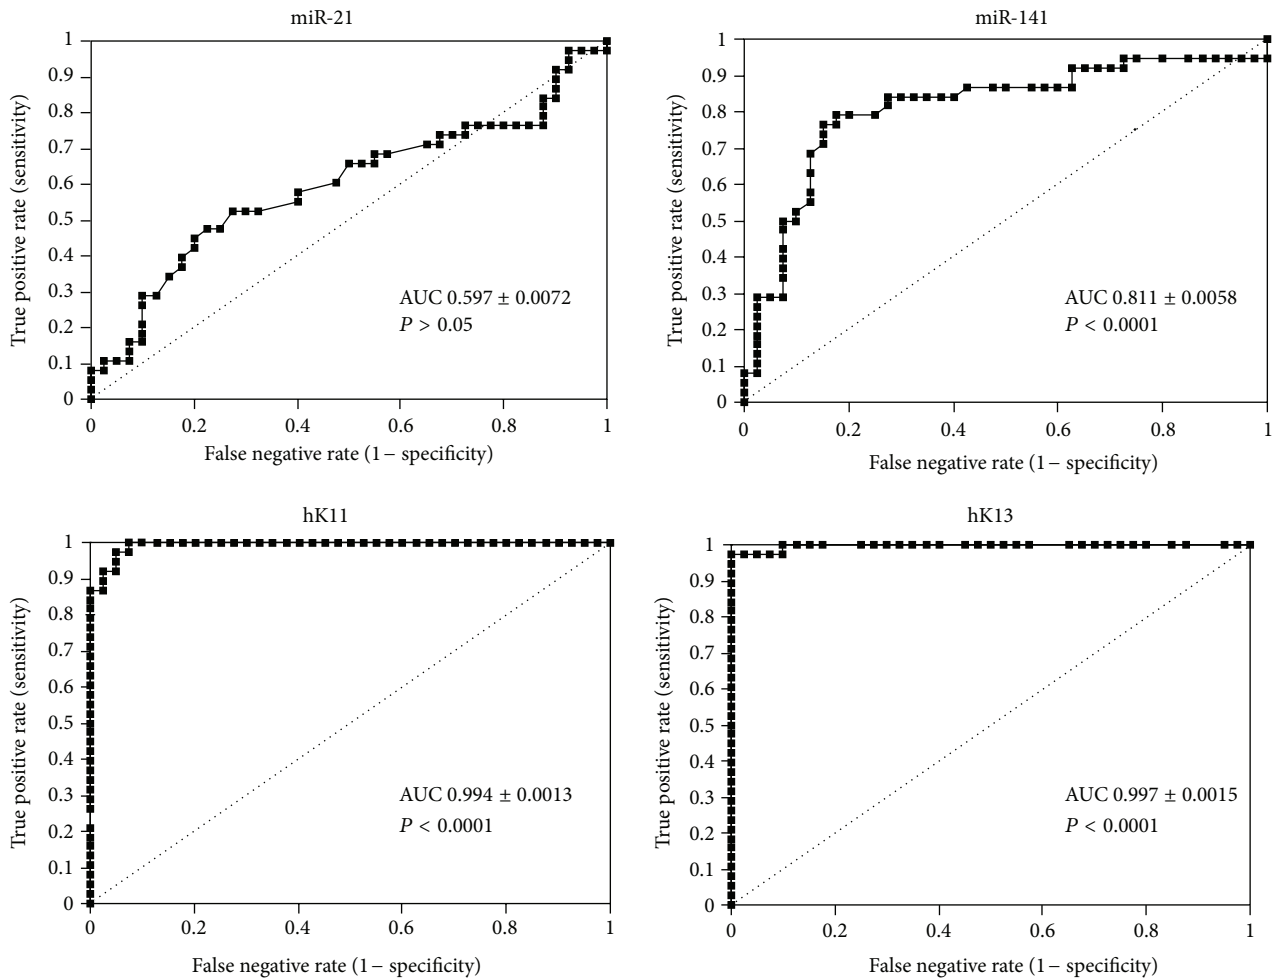 miR-21
True positive rate (sensitivity)
1
0.9
0.8
0.7
0.6
0.5
0.4
0.3
0.2
0.1
0
AUC 0.597 ± 0.0072
P > 0.05
0 0.2 0.4 0.6 0.8 1
False negative rate (1− specificity)
miR-141
True positive rate (sensitivity)
1
0.9
0.8
0.7
0.6
0.5
0.4
0.3
0.2
0.1
0
AUC 0.811 ± 0.0058
P < 0.0001
0 0.2 0.4 0.6 0.8 1
False negative rate (1− specificity)
hK11
True positive rate (sensitivity)
1
0.9
0.8
0.7
0.6
0.5
0.4
0.3
0.2
0.1
0
AUC 0.994 ± 0.0013
P < 0.0001
0 0.2 0.4 0.6 0.8 1
False negative rate (1− specificity)
hK13
True positive rate (sensitivity)
1
0.9
0.8
0.7
0.6
0.5
0.4
0.3
0.2
0.1
0
AUC 0.997 ± 0.0015
P < 0.0001
0 0.2 0.4 0.6 0.8 1
False negative rate (1− specificity)